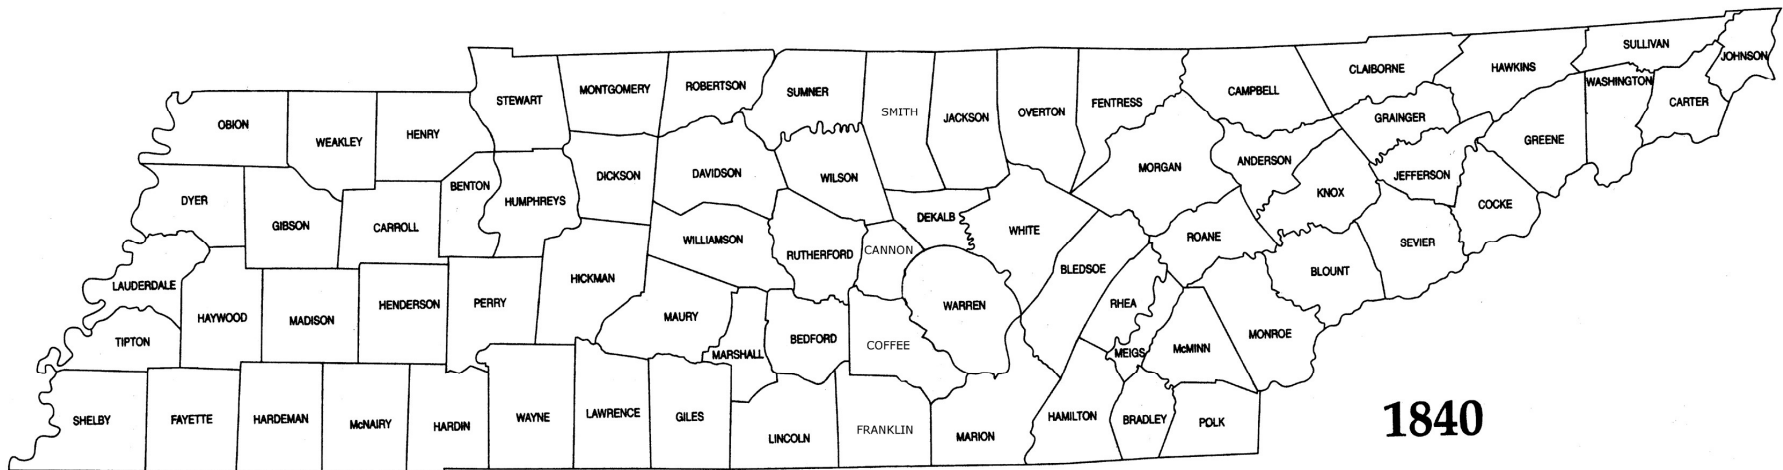 SULLIVAN
JOHNSON
CLAIBORNE
HAWKINS
WASHINGTON
CARTER
STEWART
MONTGOMERY
ROBERTSON
SUMNER
SMITH
JACKSON
OVERTON
FENTRESS
CAMPBELL
GRAINGER
GREENE
OBION
WEAKLEY
HENRY
DICKSON
DAVIDSON
WILSON
MORGAN
ANDERSON
KNOX
JEFFERSON
COCKE
DYER
GIBSON
CARROLL
BENTON
HUMPHREYS
WILLIAMSON
RUTHERFORD
CANNON
DEKALB
WHITE
ROANE
SEVIER
BLOUNT
BLEDSOE
LAUDERDALE
HAYWOOD
MADISON
HENDERSON
PERRY
HICKMAN
MAURY
WARREN
RHEA
MONROE
TIPTON
MARSHALL
BEDFORD
COFFEE
MEIGS
McMINN
SHELBY
FAYETTE
HARDEMAN
McNAIRY
HARDIN
WAYNE
LAWRENCE
GILES
LINCOLN
FRANKLIN
MARION
HAMILTON
BRADLEY
POLK
1840